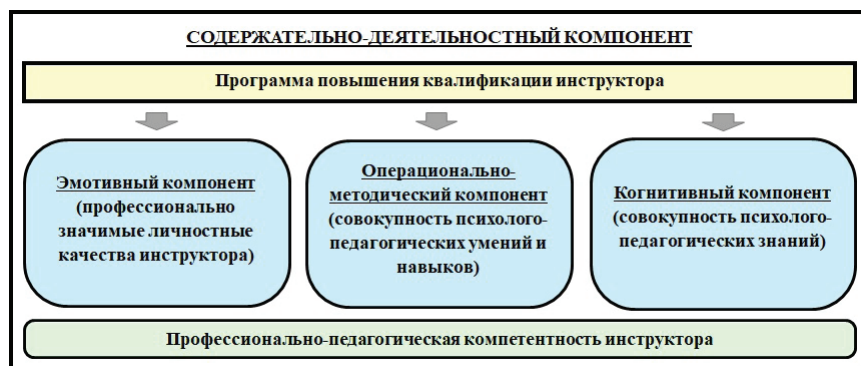 СОДЕРЖАТЕЛЬНО-ДЕЯТЕЛЬНОСТНЫЙ КОМПОНЕНТ
Программа повышения квалификации инструктора
Эмотивный компонент
(профессионально
значимые личностные
качества инструктора)
Операционально-
методический компонент
(совокупность психолого-
педагогических умений и
навыков)
Когнитивный компонент
(совокупность психолого-
педагогических знаний)
Профессионально-педагогическая компетентность инструктора